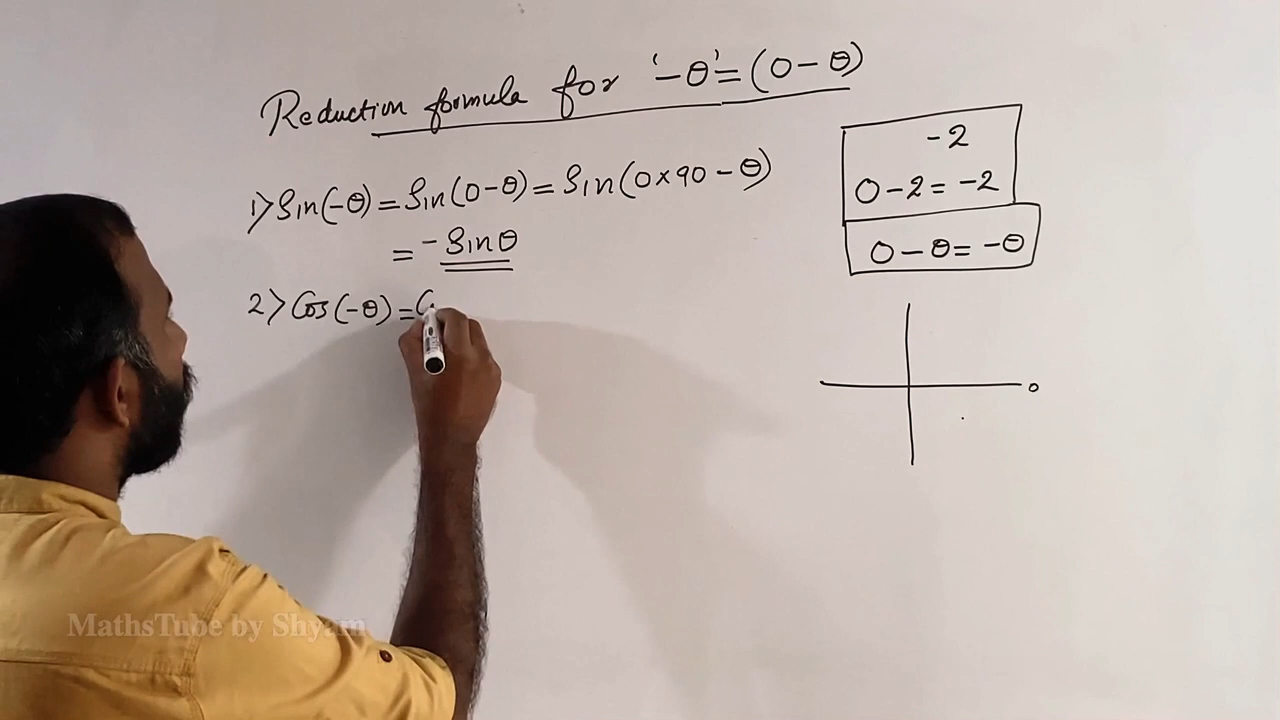 Reduction formula for '-θ' = (0 - θ)
1> Sin(-θ) = Sin(0-θ) = Sin(0×90 - θ)
= - Sinθ
2> Cos(-θ) = C
-2
0 - 2 = -2
0 - θ = -θ
0
MathsTube by Shyam